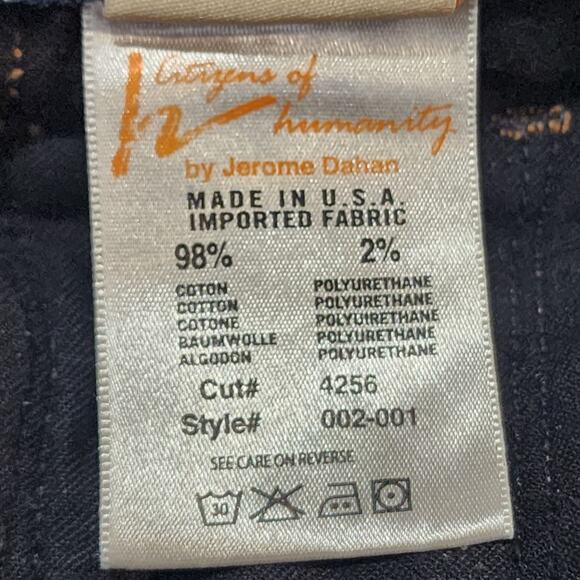 Citizens of
humanity
by Jerome Dahan
MADE IN U.S.A.
IMPORTED FABRIC
98% 2%
COTON POLYURETHANE
COTTON POLYURETHANE
COTONE POLYURETHANE
BAUMWOLLE POLYURETHANE
ALGODON POLYURETHANE
Cut# 4256
Style# 002-001
SEE CARE ON REVERSE
30